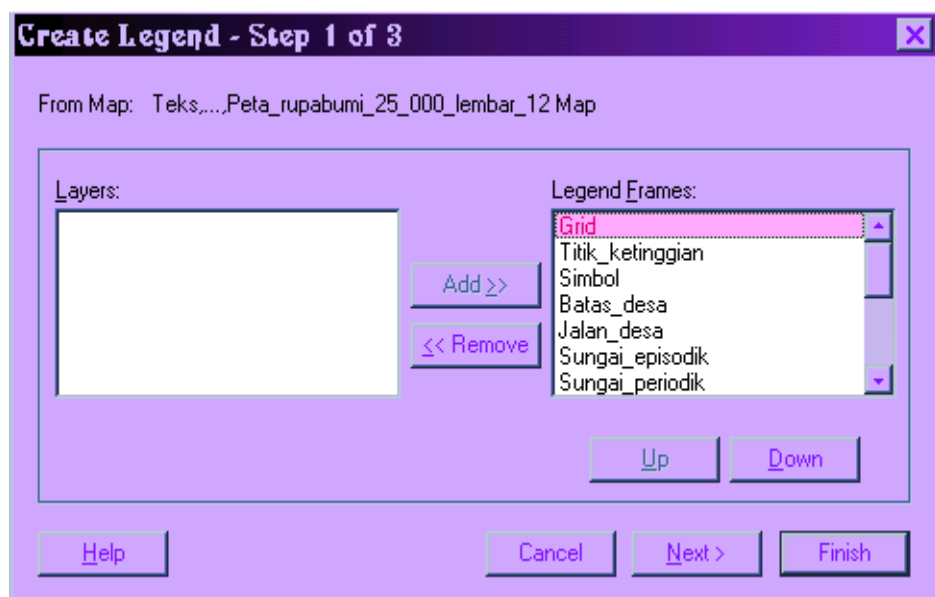 Create Legend - Step 1 of 3
From Map: Teks,...,Peta_rupabumi_25_000_lembar_12 Map
Layers:
Legend Frames:
Grid
Titik_ketinggian
Simbol
Batas_desa
Jalan_desa
Sungai_episodik
Sungai_periodik
Add >>
<< Remove
Up
Down
Help
Cancel
Next >
Finish